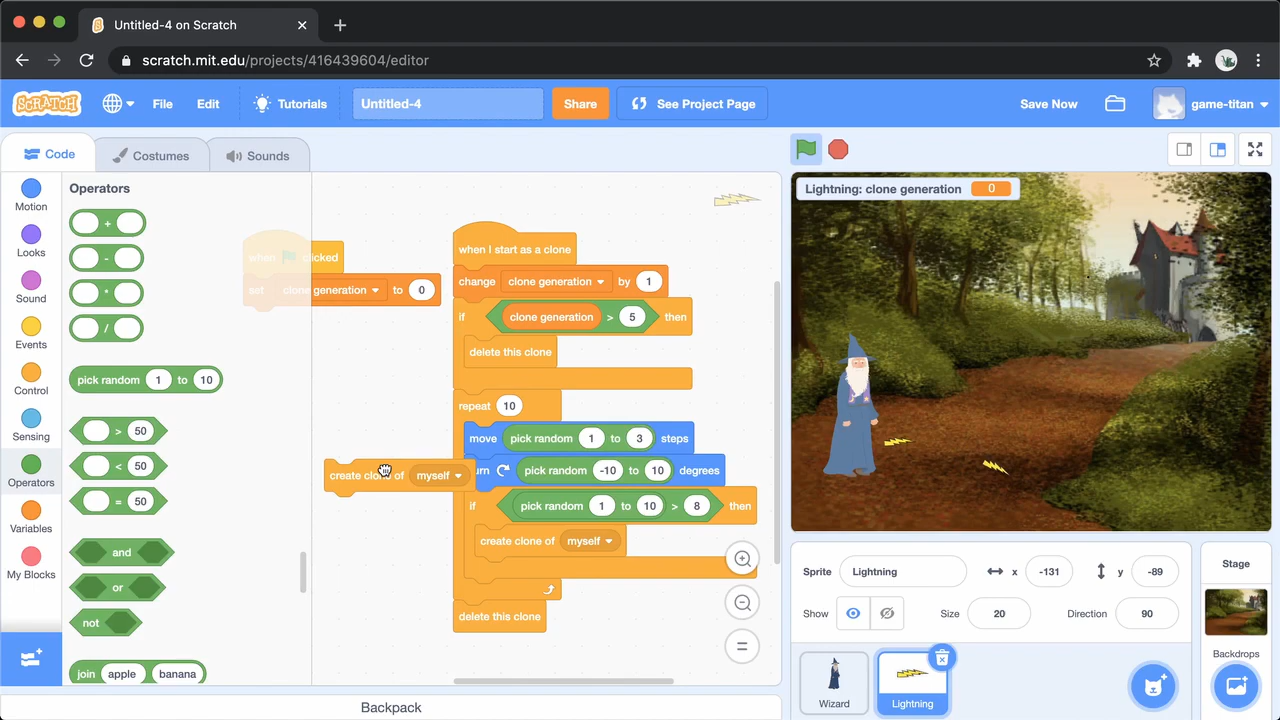 Untitled-4 on Scratch
scratch.mit.edu/projects/416439604/editor
SCRATCH
File
Edit
Tutorials
Untitled-4
Share
See Project Page
Save Now
game-titan
Code
Costumes
Sounds
Motion
Looks
Sound
Events
Control
Sensing
Operators
Variables
My Blocks
Operators
+
-
*
/
pick random 1 to 10
> 50
< 50
= 50
and
or
not
join apple banana
when clicked
set clone generation to 0
create clone of myself
when I start as a clone
change clone generation by 1
if clone generation > 5 then
delete this clone
repeat 10
move pick random 1 to 3 steps
urn pick random -10 to 10 degrees
if pick random 1 to 10 > 8 then
create clone of myself
delete this clone
Backpack
Lightning: clone generation 0
Sprite Lightning x -131 y -89
Show Size 20 Direction 90
Wizard
Lightning
Stage
Backdrops